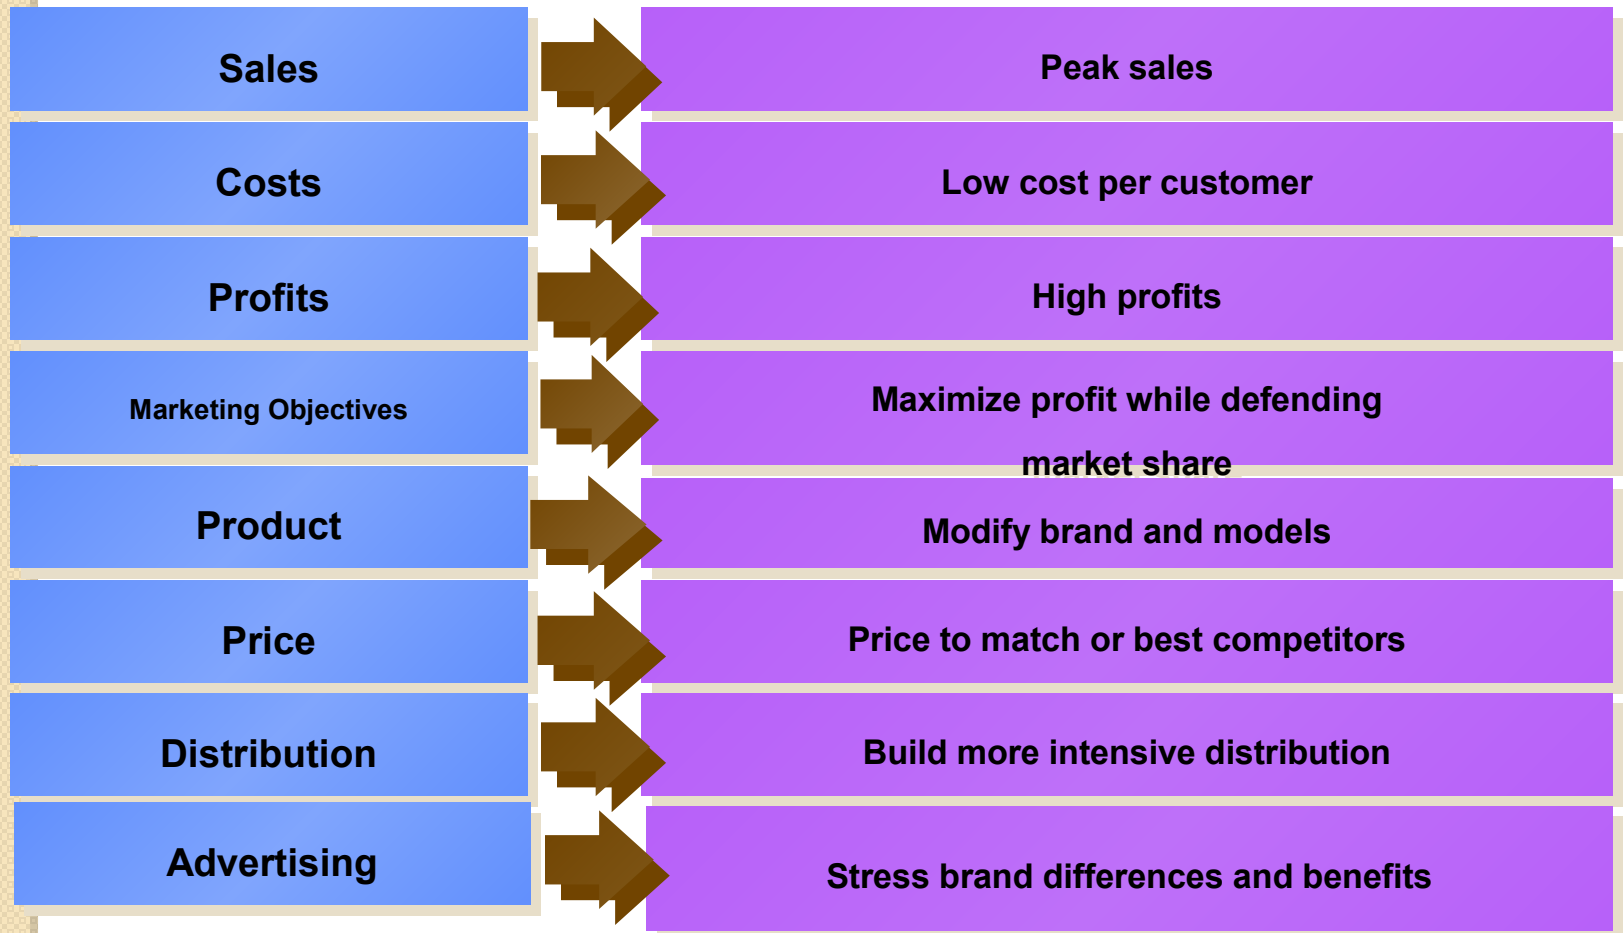 Sales
Peak sales
Costs
Low cost per customer
Profits
High profits
Marketing Objectives
Maximize profit while defending
market share
Product
Modify brand and models
Price
Price to match or best competitors
Distribution
Build more intensive distribution
Advertising
Stress brand differences and benefits